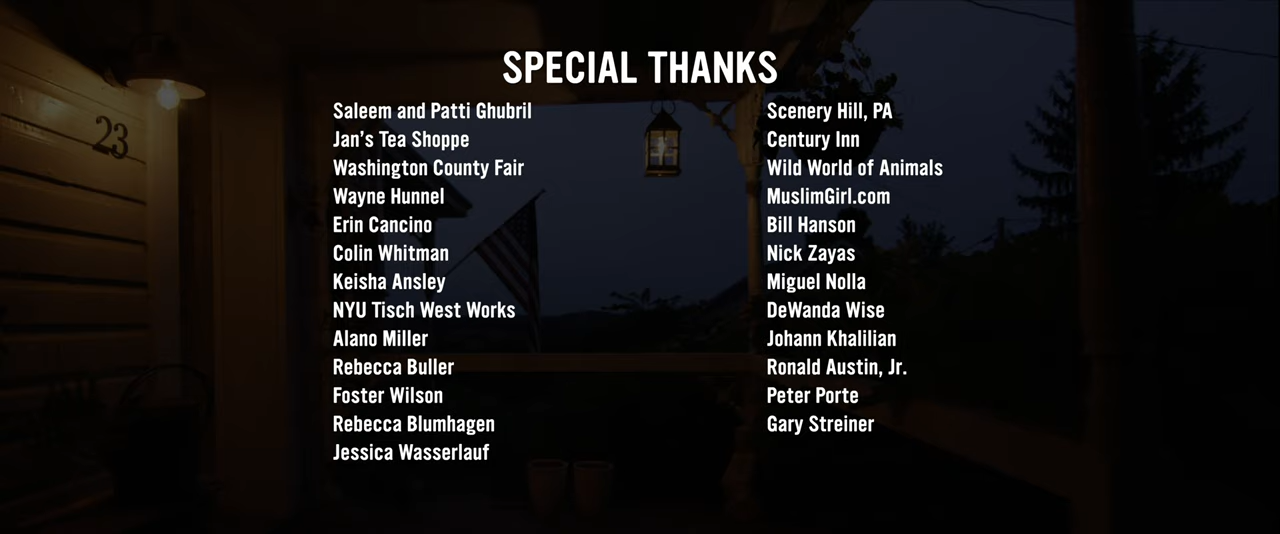 23
SPECIAL THANKS
Saleem and Patti Ghubril
Jan's Tea Shoppe
Washington County Fair
Wayne Hunnel
Erin Cancino
Colin Whitman
Keisha Ansley
NYU Tisch West Works
Alano Miller
Rebecca Buller
Foster Wilson
Rebecca Blumhagen
Jessica Wasserlauf
Scenery Hill, PA
Century Inn
Wild World of Animals
MuslimGirl.com
Bill Hanson
Nick Zayas
Miguel Nolla
DeWanda Wise
Johann Khalilian
Ronald Austin, Jr.
Peter Porte
Gary Streiner